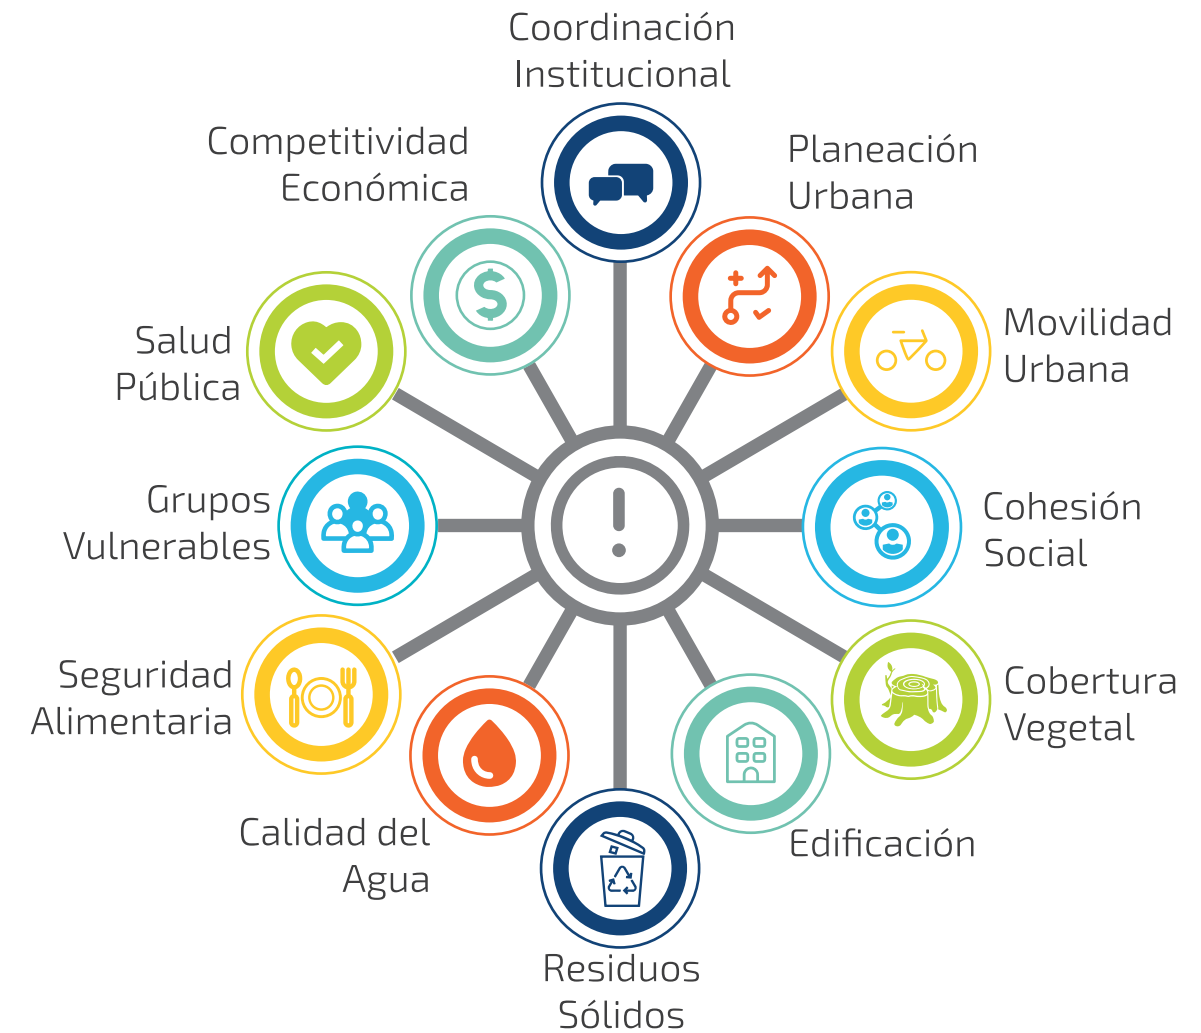 Coordinación
Institucional
Competitividad
Económica
Planeación
Urbana
Salud
Pública
Movilidad
Urbana
Grupos
Vulnerables
Cohesión
Social
Seguridad
Alimentaria
Cobertura
Vegetal
Calidad del
Agua
Edificación
Residuos
Sólidos